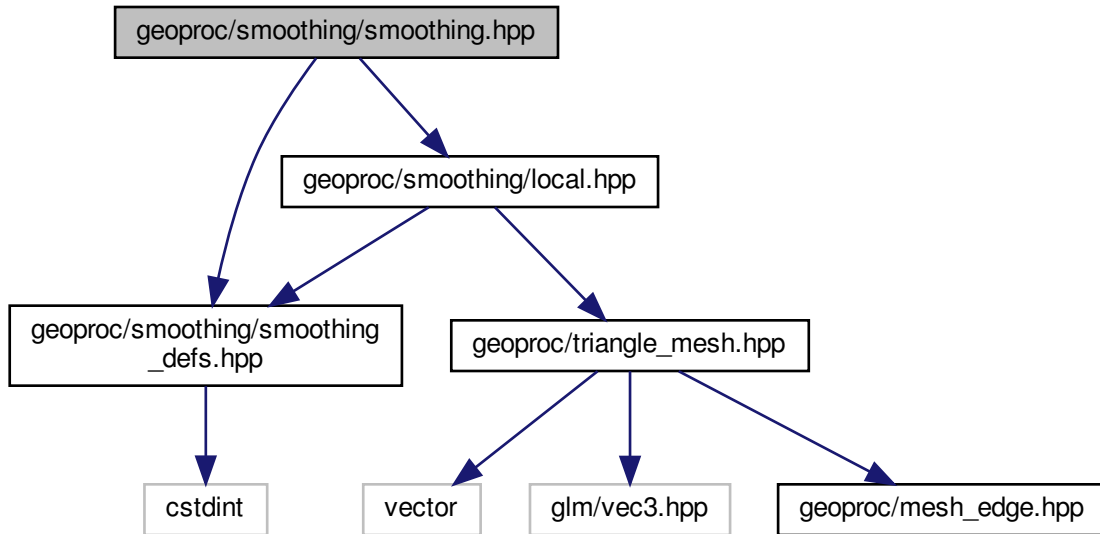 geoproc/smoothing/smoothing.hpp
geoproc/smoothing/local.hpp
geoproc/smoothing/smoothing
_defs.hpp
geoproc/triangle_mesh.hpp
cstdint
vector
glm/vec3.hpp
geoproc/mesh_edge.hpp